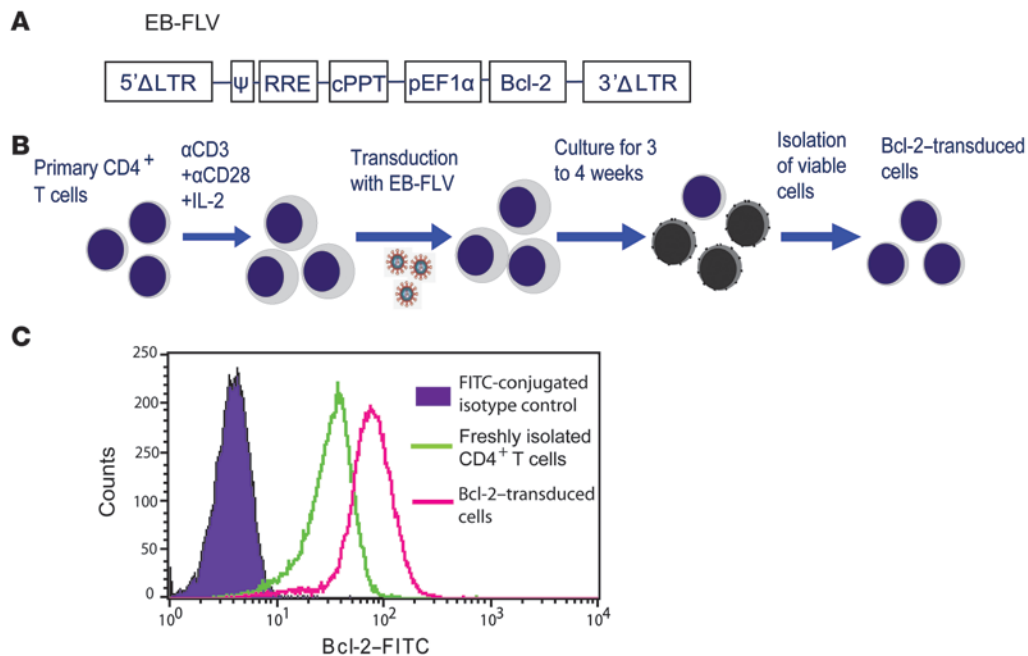 A
EB-FLV
5'ΔLTR
Ψ
RRE
cPPT
pEF1α
Bcl-2
3'ΔLTR
B
Primary CD4⁺
T cells
αCD3
+αCD28
+IL-2
Transduction
with EB-FLV
Culture for 3
to 4 weeks
Isolation
of viable
cells
Bcl-2–transduced
cells
C
Counts
250
200
250
100
50
0
10⁰
10¹
10²
10³
10⁴
Bcl-2–FITC
FITC-conjugated
isotype control
Freshly isolated
CD4⁺ T cells
Bcl-2–transduced
cells